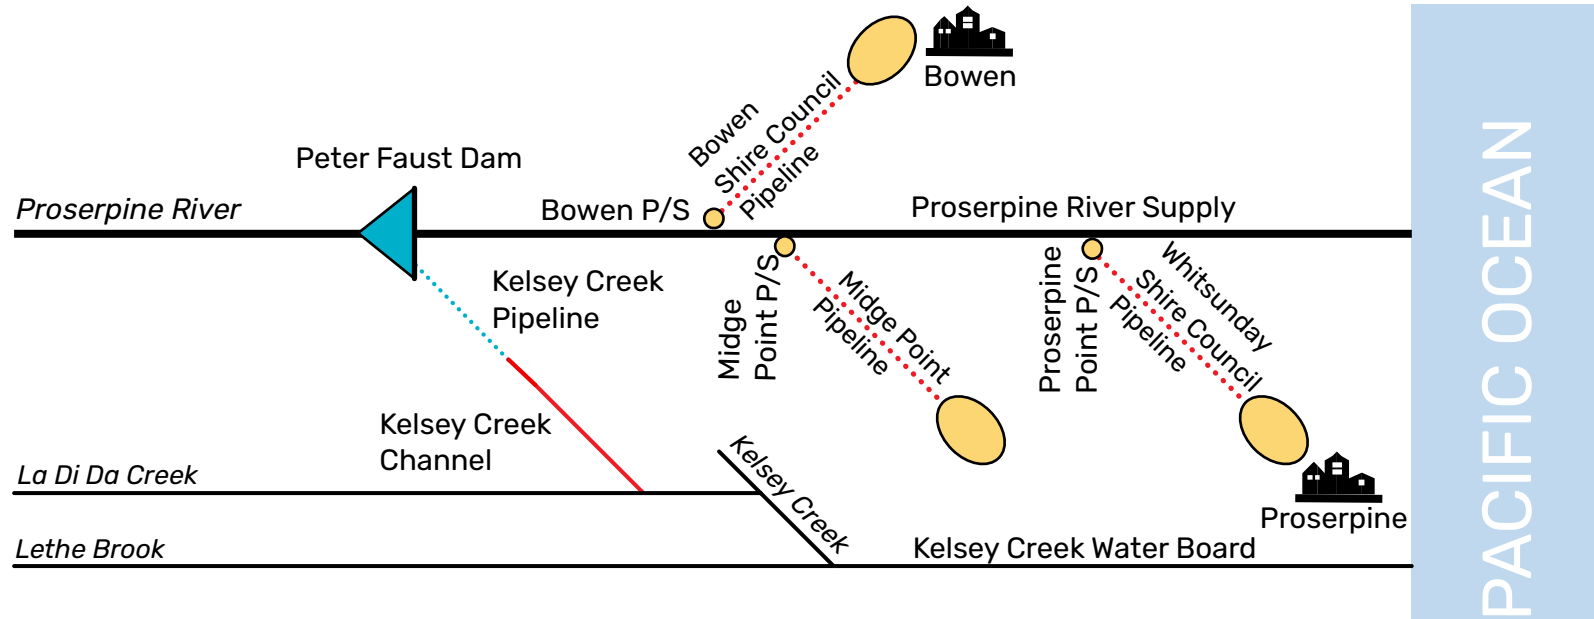 Bowen
Bowen
Shire Council
Pipeline
Peter Faust Dam
Proserpine River
Bowen P/S
Proserpine River Supply
Kelsey Creek
Pipeline
Midge
Point P/S
Midge Point
Pipeline
Proserpine
Point P/S
Whitsunday
Shire Council
Pipeline
Kelsey Creek
Channel
La Di Da Creek
Kelsey Creek
Proserpine
Lethe Brook
Kelsey Creek Water Board
PACIFIC OCEAN